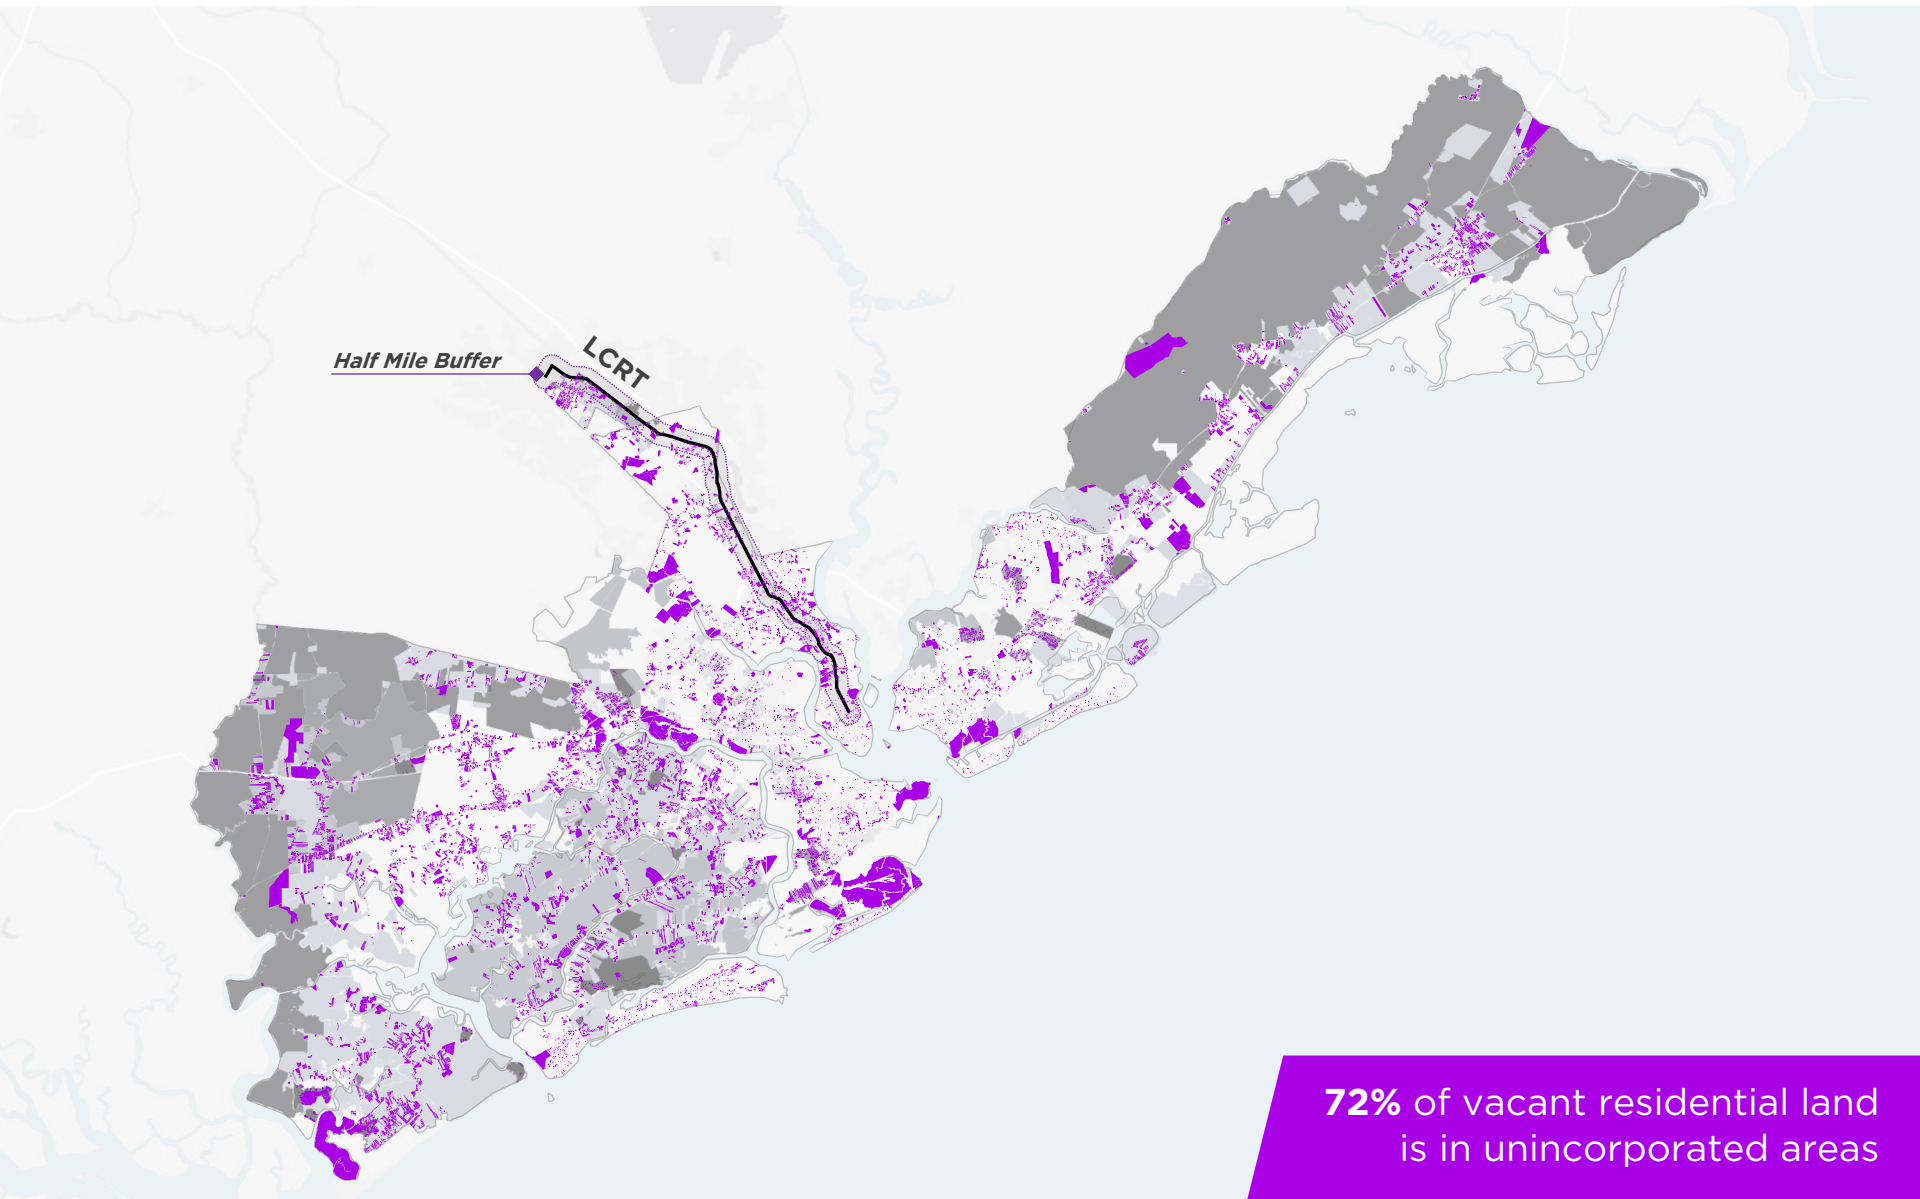 LCRT
Half Mile Buffer
72% of vacant residential land
is in unincorporated areas